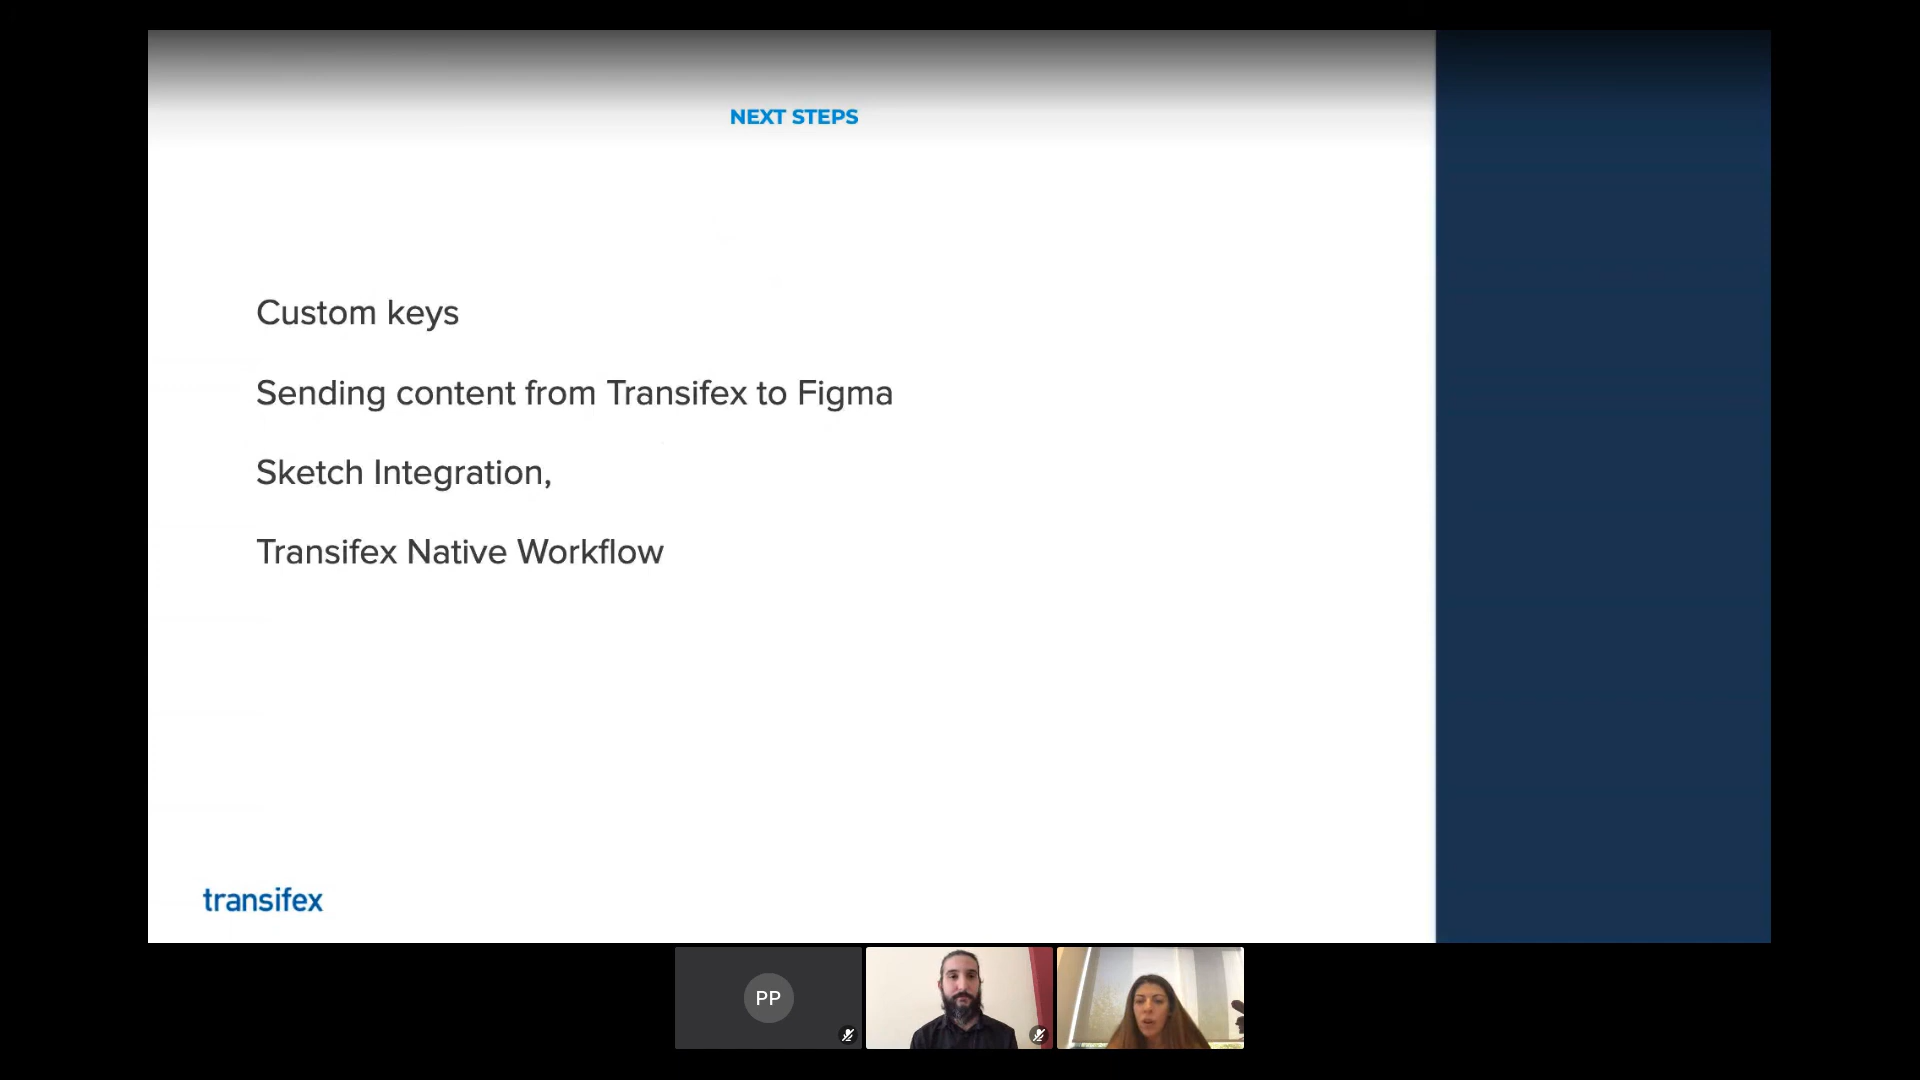 NEXT STEPS
Custom keys
Sending content from Transifex to Figma
Sketch Integration,
Transifex Native Workflow
transifex
PP